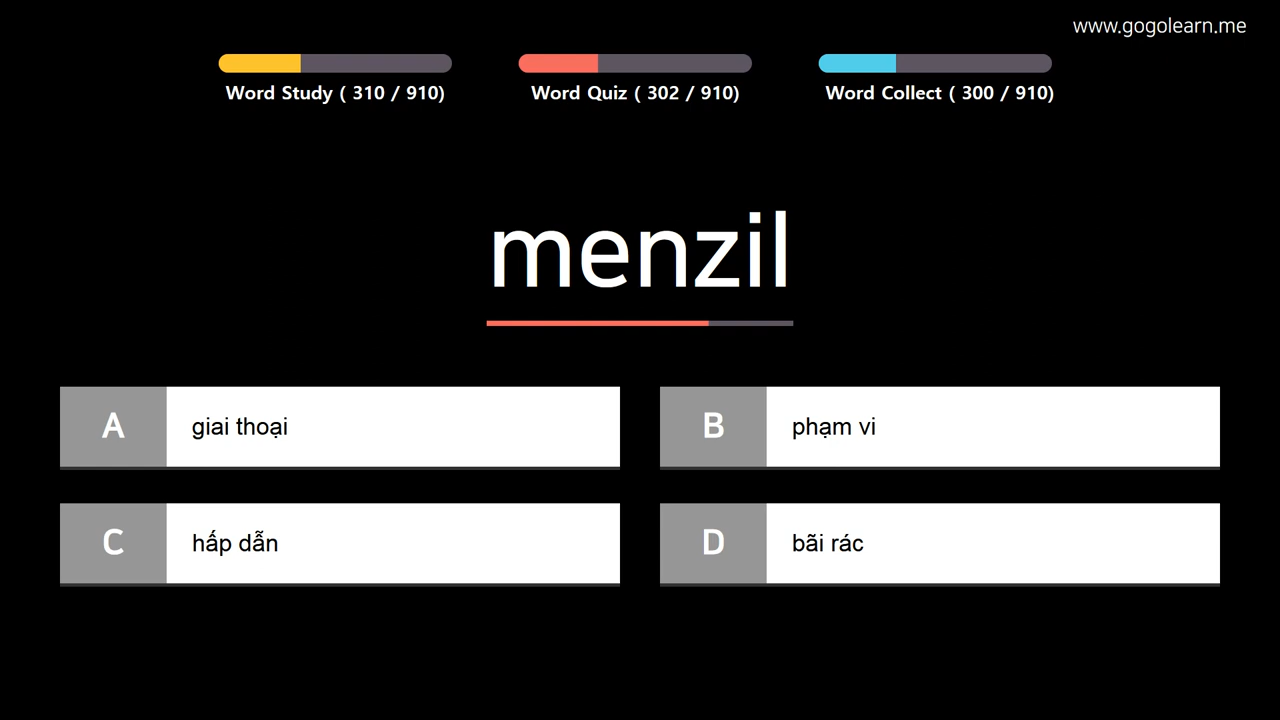 www.gogolearn.me
Word Study ( 310 / 910)
Word Quiz ( 302 / 910)
Word Collect ( 300 / 910)
menzil
A giai thoại
B phạm vi
C hấp dẫn
D bãi rác